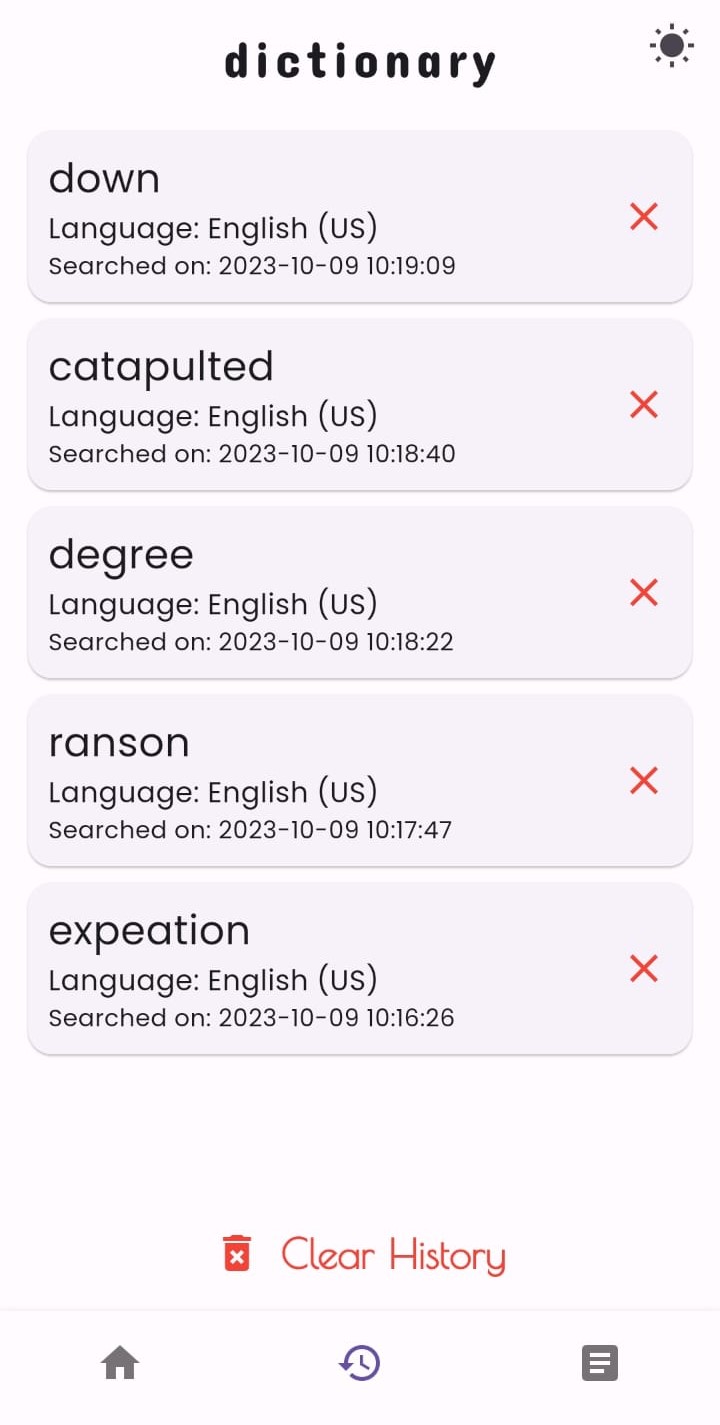 dictionary
down
Language: English (US)
Searched on: 2023-10-09 10:19:09
catapulted
Language: English (US)
Searched on: 2023-10-09 10:18:40
degree
Language: English (US)
Searched on: 2023-10-09 10:18:22
ranson
Language: English (US)
Searched on: 2023-10-09 10:17:47
expeation
Language: English (US)
Searched on: 2023-10-09 10:16:26
Clear History